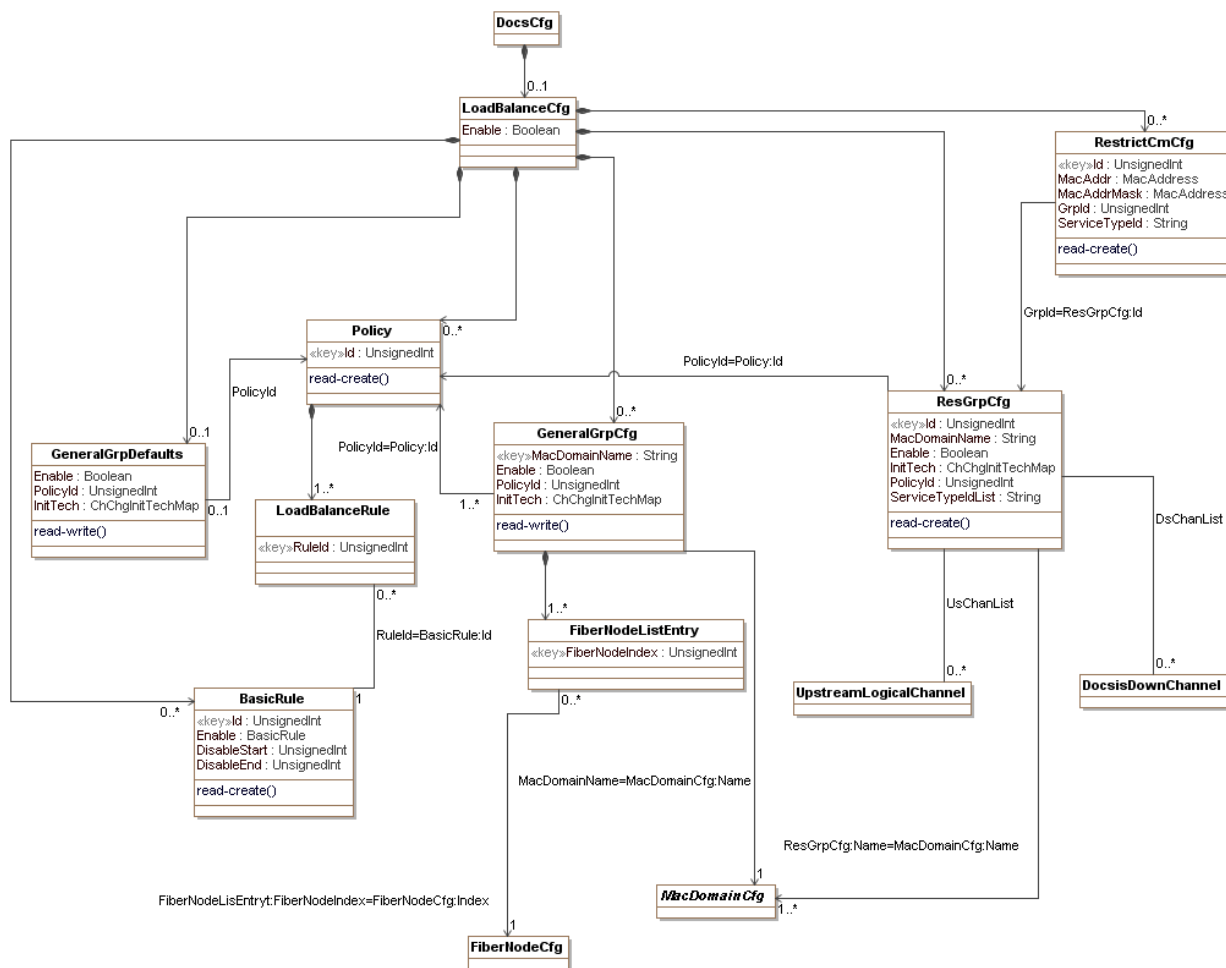 DocsCfg
0..1
LoadBalanceCfg
Enable : Boolean
0..*
RestrictCmCfg
«key»Id : UnsignedInt
MacAddr : MacAddress
MacAddrMask : MacAddress
GrpId : UnsignedInt
ServiceTypeId : String
read-create()
GrpId=ResGrpCfg:Id
0..*
Policy
«key»Id : UnsignedInt
read-create()
PolicyId=Policy:Id
PolicyId
0..*
ResGrpCfg
«key»Id : UnsignedInt
MacDomainName : String
Enable : Boolean
InitTech : ChChgInitTechMap
PolicyId : UnsignedInt
ServiceTypeIdList : String
read-create()
0..*
GeneralGrpCfg
«key»MacDomainName : String
Enable : Boolean
PolicyId : UnsignedInt
InitTech : ChChgInitTechMap
read-write()
PolicyId=Policy:Id
1..*
0..1
GeneralGrpDefaults
Enable : Boolean
PolicyId : UnsignedInt
InitTech : ChChgInitTechMap
read-write()
0..1
1..*
LoadBalanceRule
«key»RuleId : UnsignedInt
0..*
DsChanList
UsChanList
1..*
FiberNodeListEntry
«key»FiberNodeIndex : UnsignedInt
0..*
RuleId=BasicRule:Id
0..*
UpstreamLogicalChannel
0..*
DocsisDownChannel
0..*
1
BasicRule
«key»Id : UnsignedInt
Enable : BasicRule
DisableStart : UnsignedInt
DisableEnd : UnsignedInt
read-create()
MacDomainName=MacDomainCfg:Name
ResGrpCfg:Name=MacDomainCfg:Name
1
MacDomainCfg
1..*
FiberNodeLisEntryt:FiberNodeIndex=FiberNodeCfg:Index
1
FiberNodeCfg